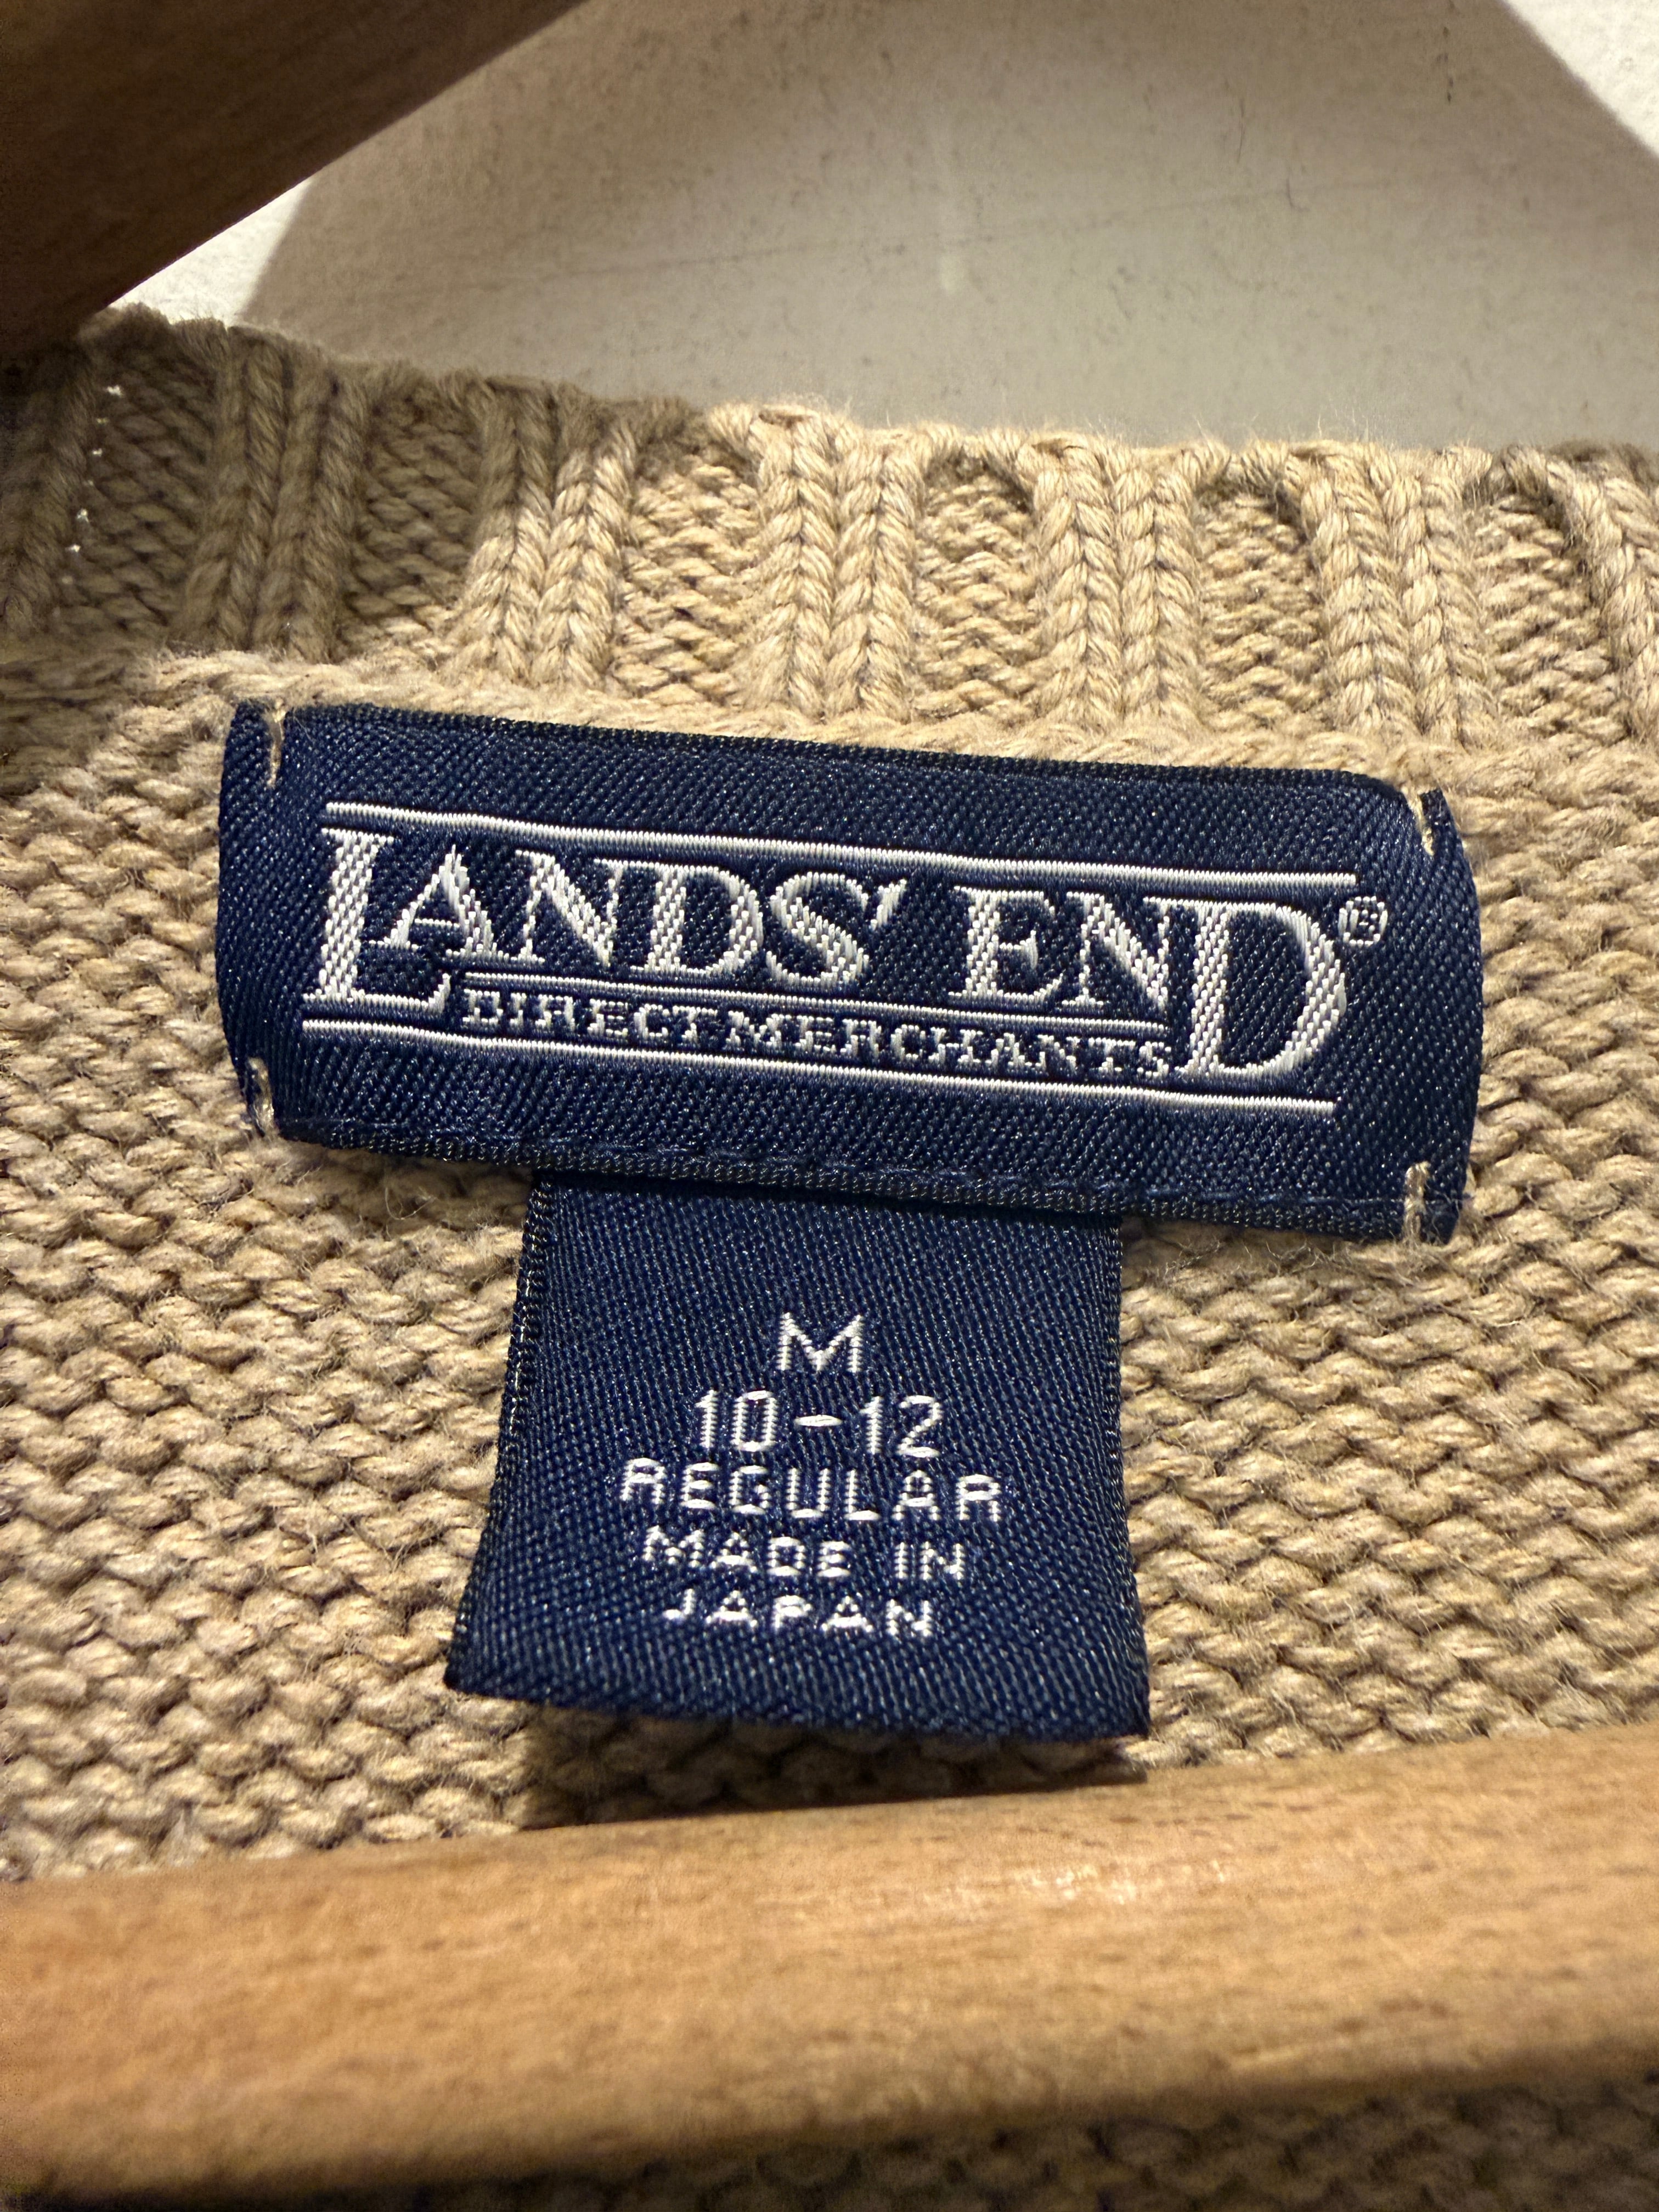 LANDS' END®
DIRECT MERCHANTS
M
10-12
REGULAR
MADE IN
JAPAN